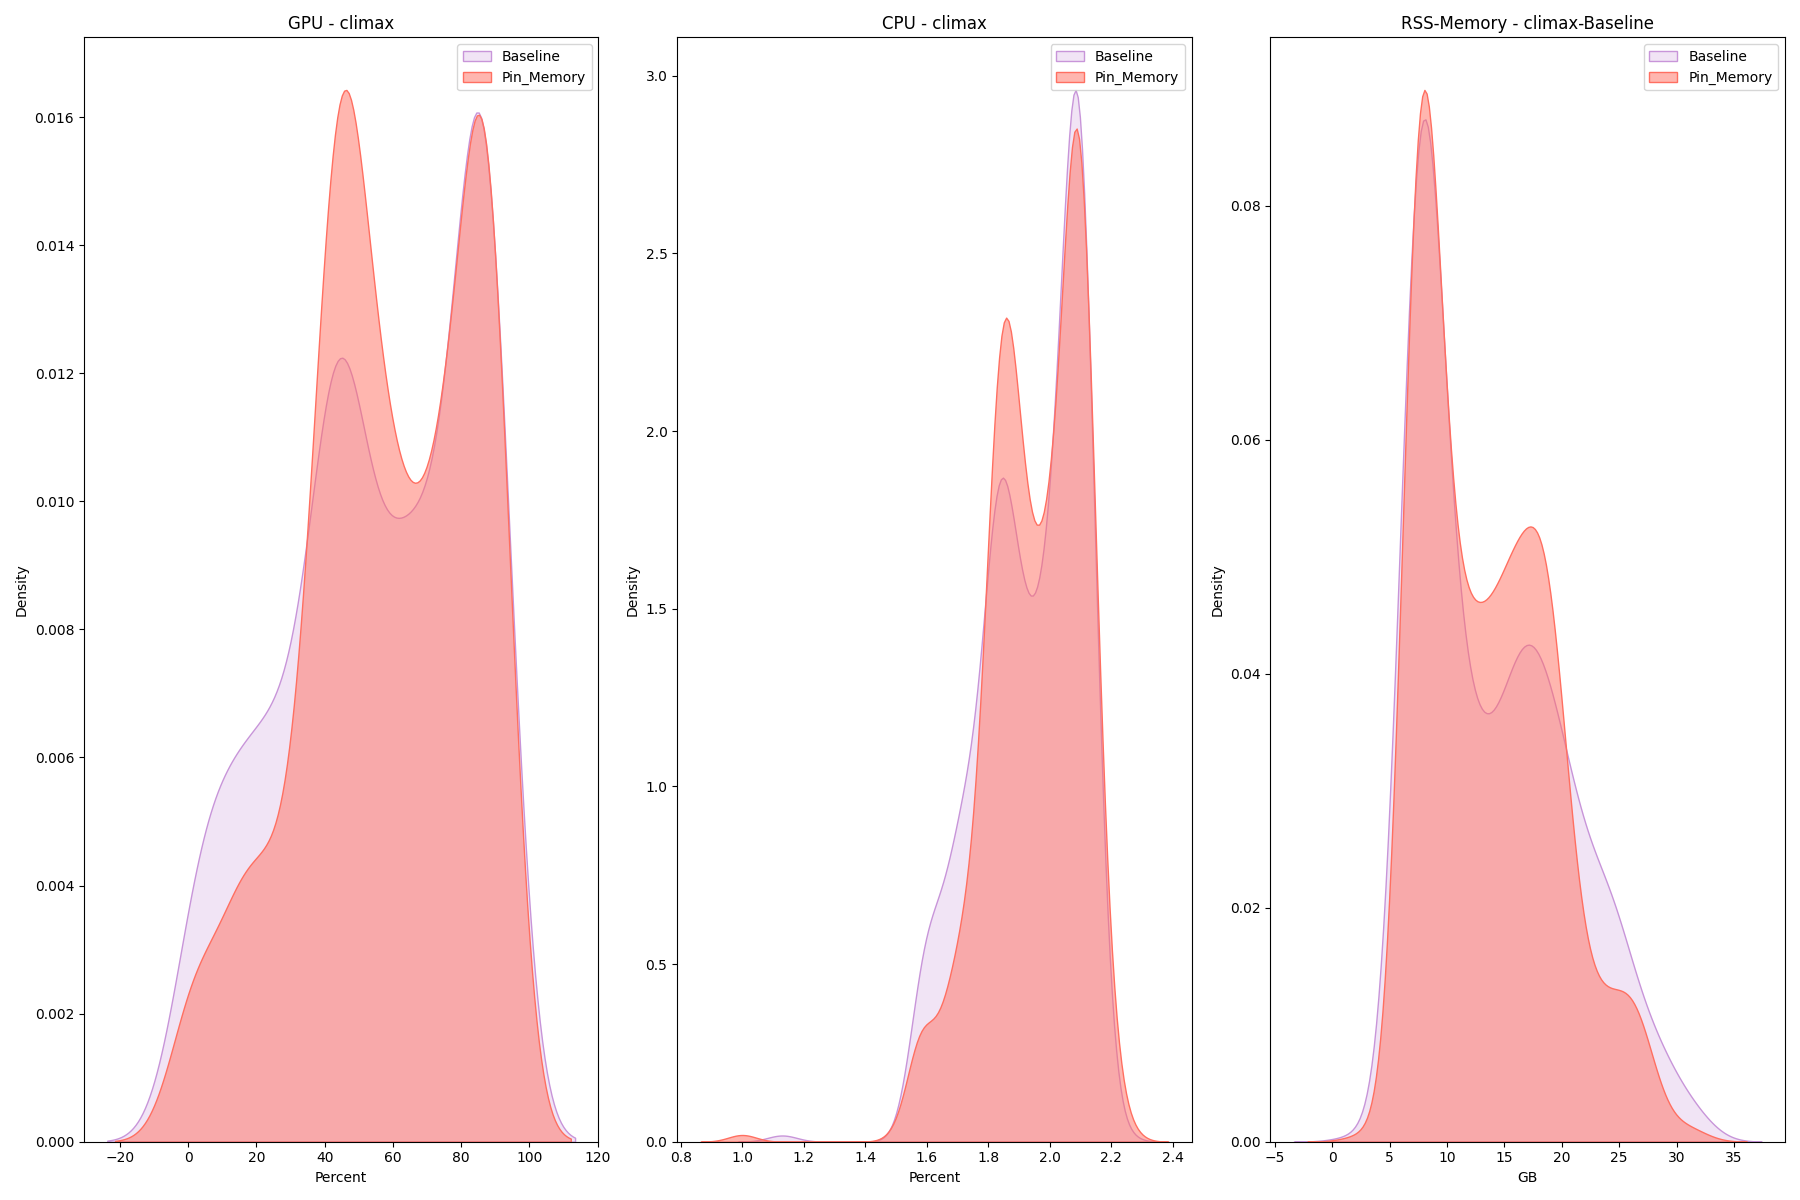 GPU - climax
Baseline
Pin_Memory
0.016
0.014
0.012
0.010
0.008
0.006
0.004
0.002
0.000
Density
−20 0 20 40 60 80 100 120
Percent
CPU - climax
Baseline
Pin_Memory
3.0
2.5
2.0
1.5
1.0
0.5
0.0
Density
0.8 1.0 1.2 1.4 1.6 1.8 2.0 2.2 2.4
Percent
RSS-Memory - climax-Baseline
Baseline
Pin_Memory
0.08
0.06
0.04
0.02
0.00
Density
−5 0 5 10 15 20 25 30 35
GB